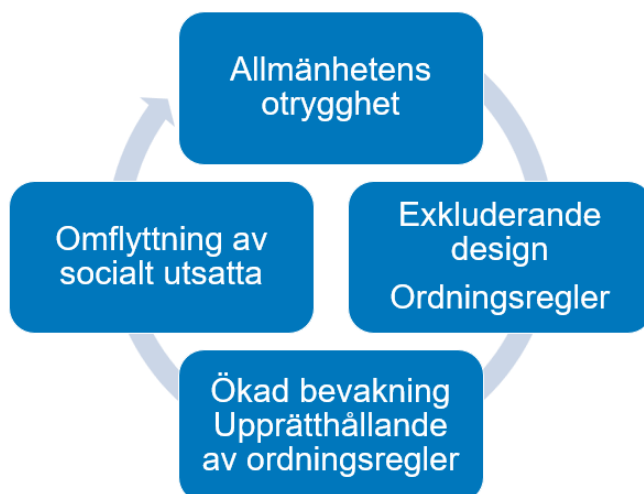 Allmänhetens
otrygghet
Exkluderande
design
Ordningsregler
Ökad bevakning
Upprätthållande
av ordningsregler
Omflyttning av
socialt utsatta